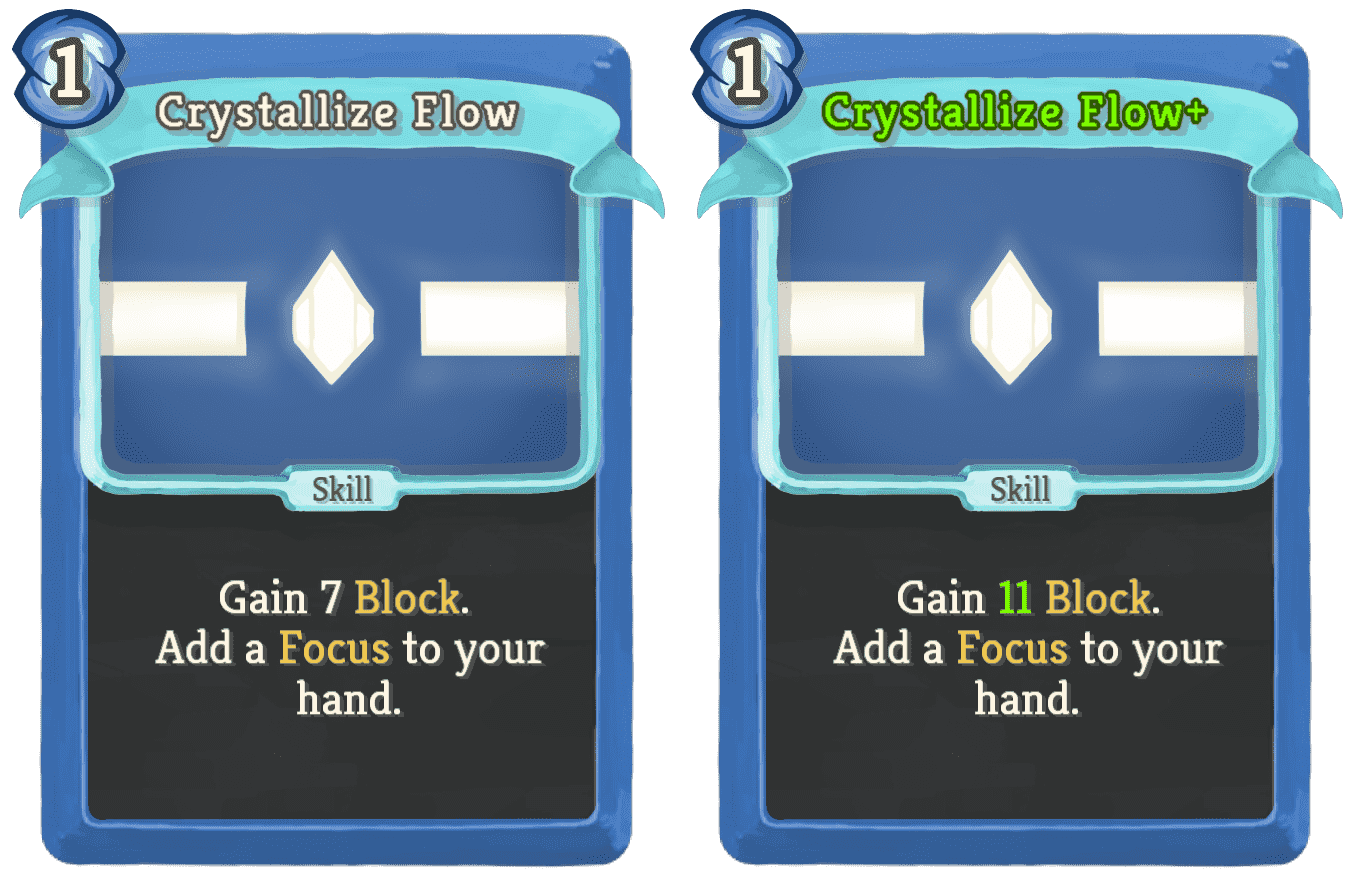 1
Crystallize Flow
Skill
Gain 7 Block.
Add a Focus to your
hand.
1
Crystallize Flow+
Skill
Gain 11 Block.
Add a Focus to your
hand.